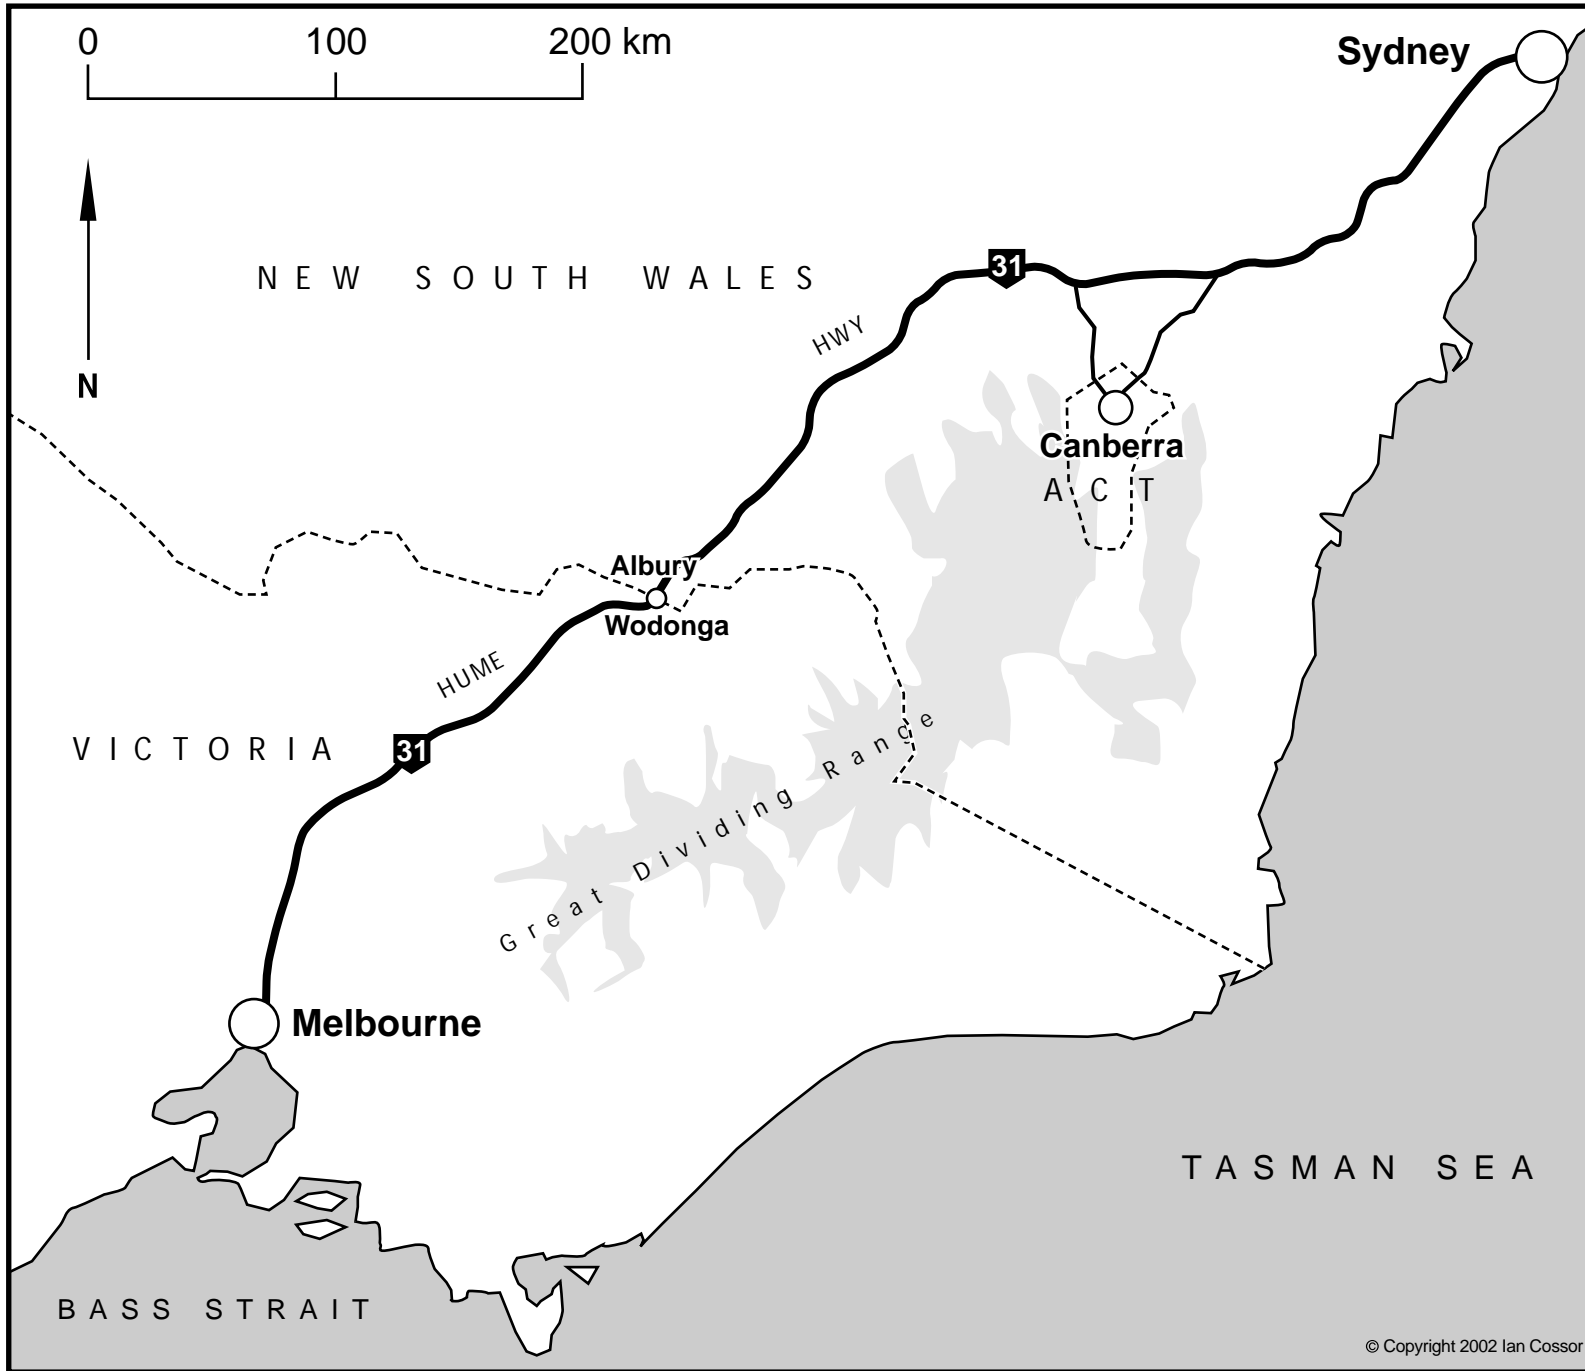 0 100 200 km
Sydney
N
NEW SOUTH WALES
31
HWY
Canberra
ACT
Albury
Wodonga
HUME
VICTORIA
31
Great Dividing Range
Melbourne
TASMAN SEA
BASS STRAIT
© Copyright 2002 Ian Cossor